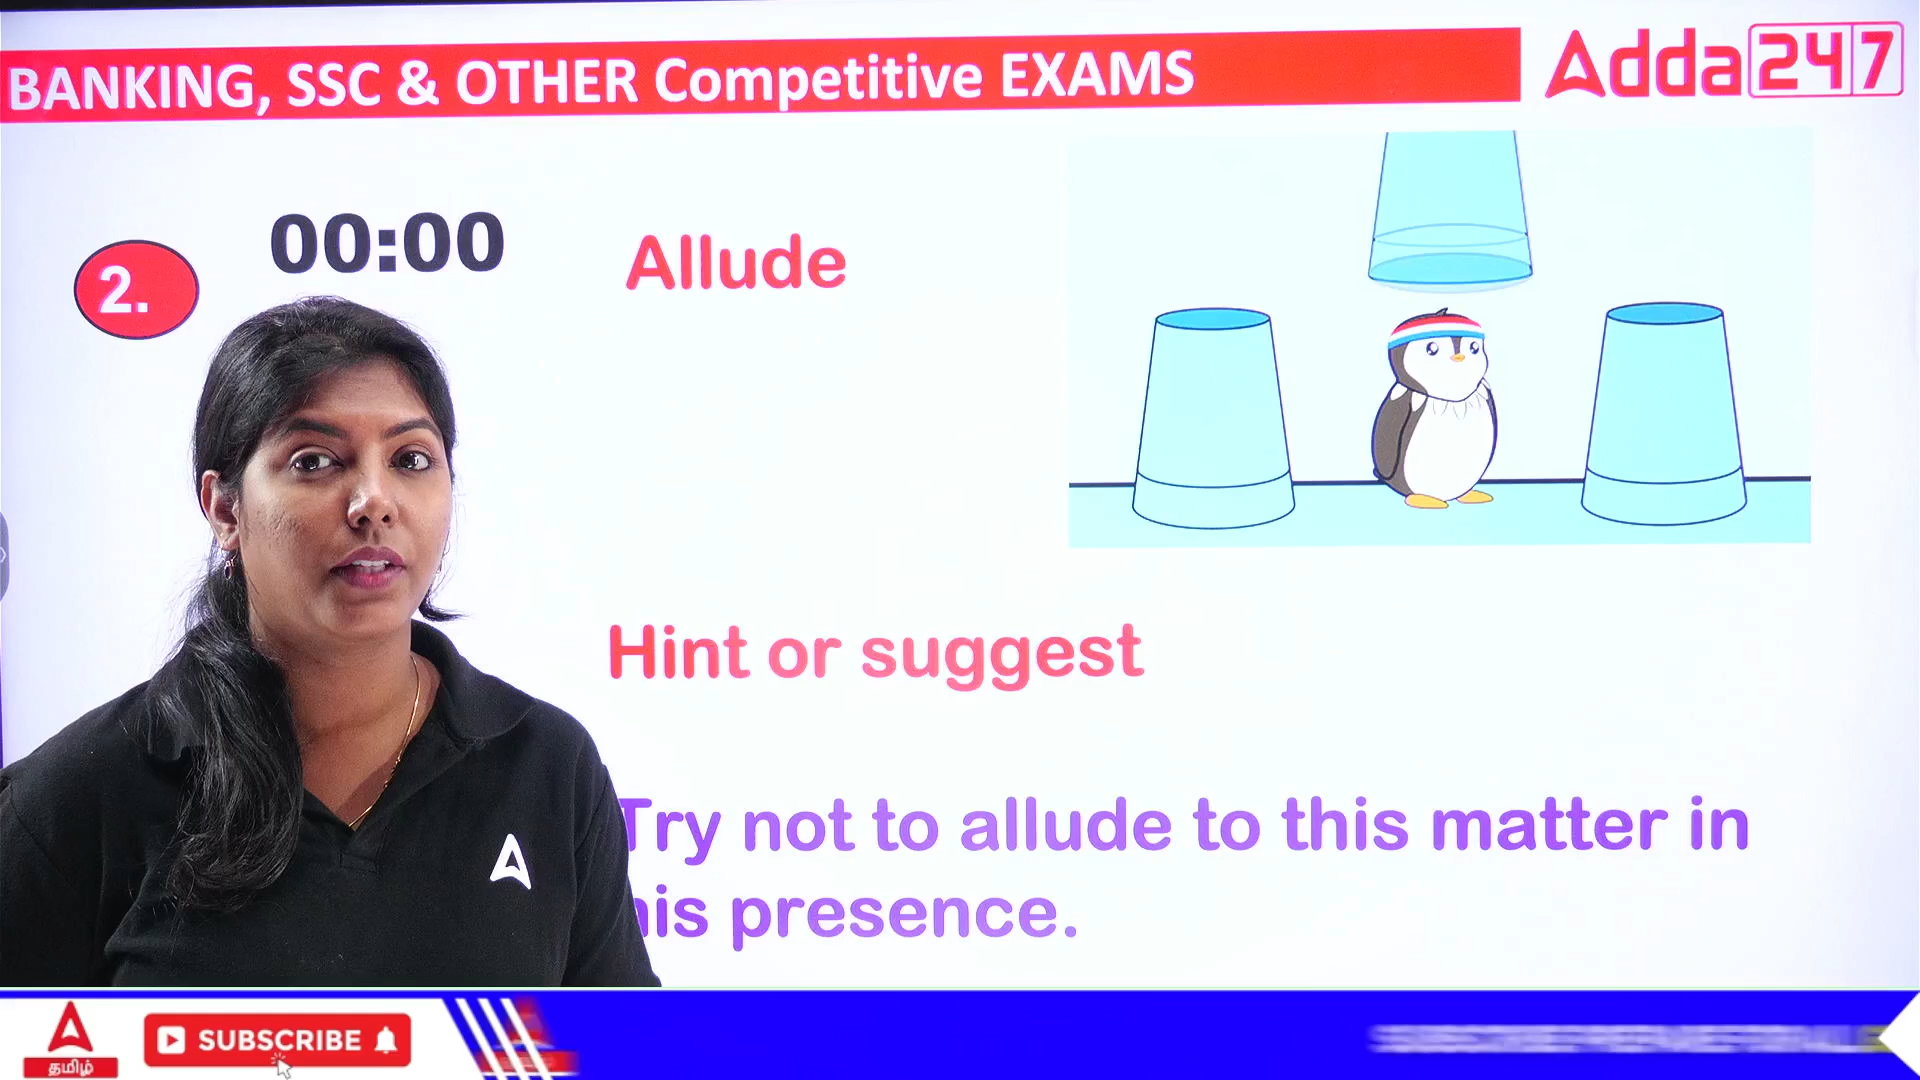 BANKING, SSC & OTHER Competitive EXAMS
Adda247
2.
00:00
Allude
Hint or suggest
Try not to allude to this matter in
his presence.
தமிழ்
SUBSCRIBE